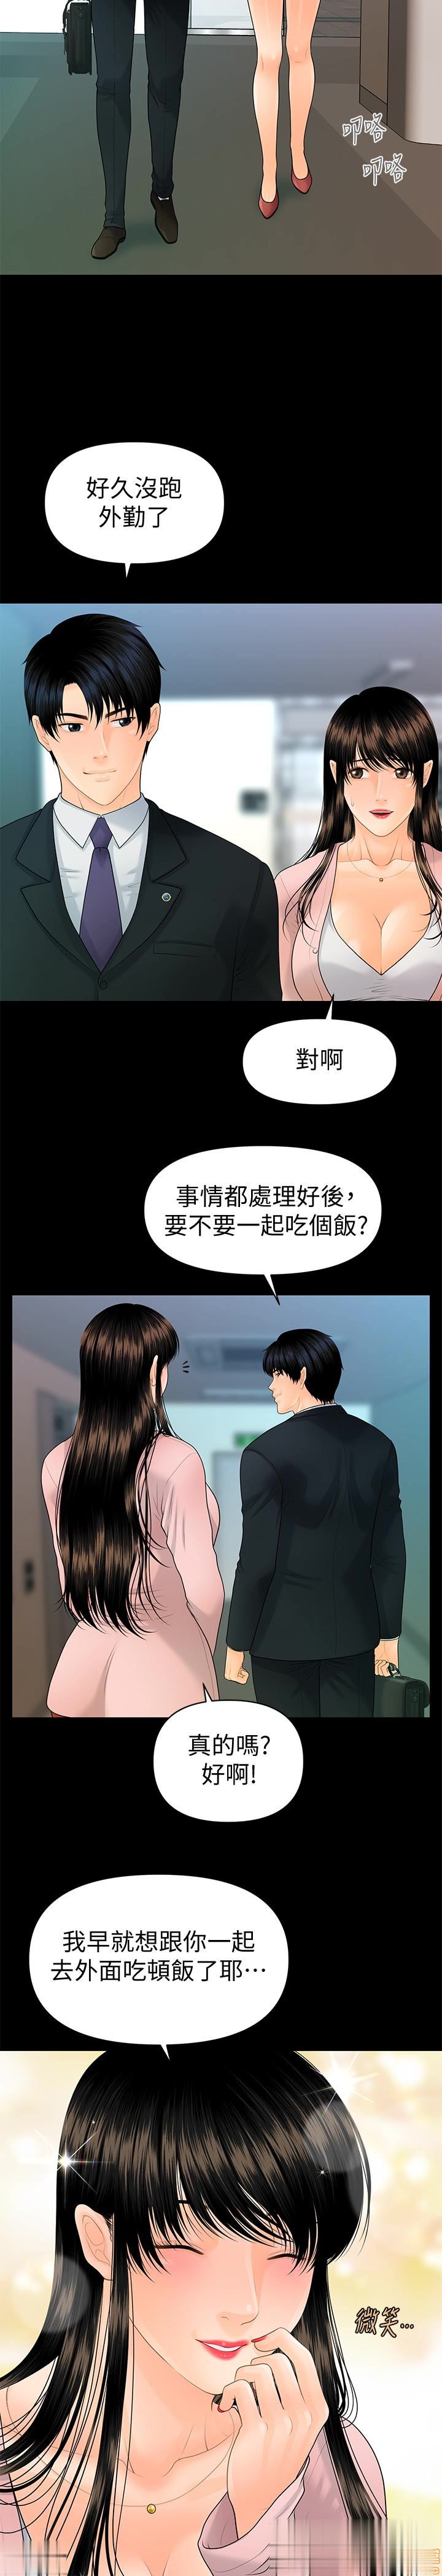 叩咯
叩咯
好久沒跑
外勤了
對啊
事情都處理好後，
要不要一起吃個飯?
真的嗎?
好啊!
我早就想跟你一起
去外面吃頓飯了耶…
微笑…